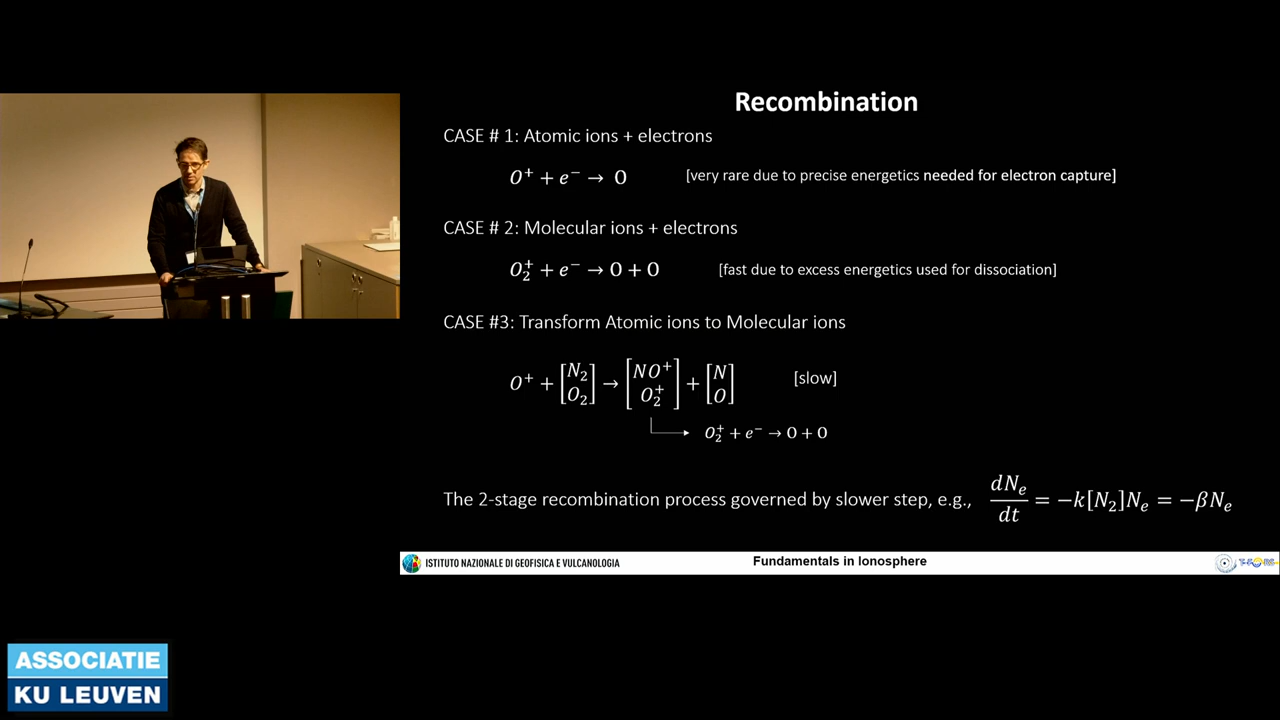 Recombination
CASE # 1: Atomic ions + electrons
O⁺ + e⁻ → O [very rare due to precise energetics needed for electron capture]
CASE # 2: Molecular ions + electrons
O₂⁺ + e⁻ → O + O [fast due to excess energetics used for dissociation]
CASE #3: Transform Atomic ions to Molecular ions
O⁺ + [N₂ O₂] → [NO⁺ O₂⁺] + [N O] [slow]
O₂⁺ + e⁻ → O + O
The 2-stage recombination process governed by slower step, e.g., dNₑ/dt = −k[N₂]Nₑ = −βNₑ
ISTITUTO NAZIONALE DI GEOFISICA E VULCANOLOGIA
Fundamentals in Ionosphere
ASSOCIATIE
KU LEUVEN